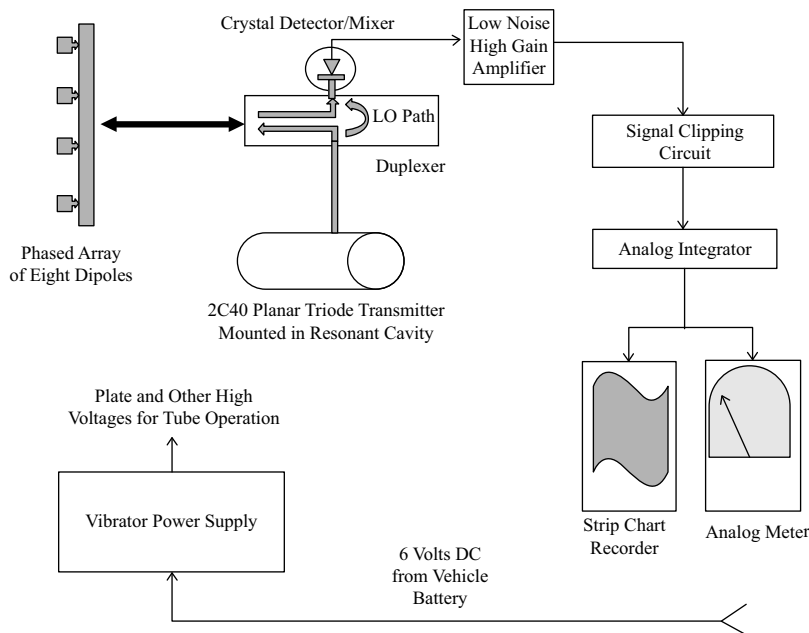 Crystal Detector/Mixer
Low Noise
High Gain
Amplifier
LO Path
Duplexer
Signal Clipping
Circuit
Phased Array
of Eight Dipoles
Analog Integrator
2C40 Planar Triode Transmitter
Mounted in Resonant Cavity
Plate and Other High
Voltages for Tube Operation
Vibrator Power Supply
Strip Chart
Recorder
Analog Meter
6 Volts DC
from Vehicle
Battery